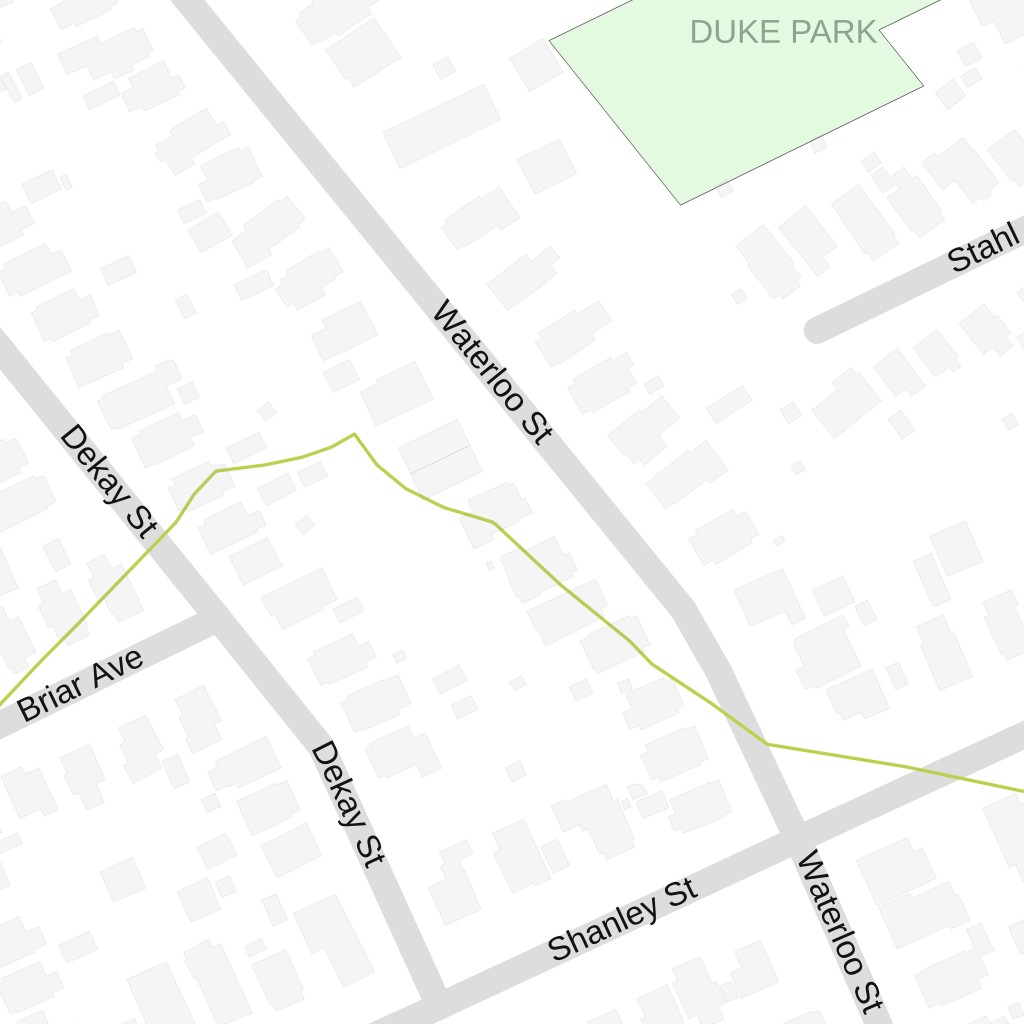 DUKE PARK
Stahl
Waterloo St
Dekay St
Briar Ave
Dekay St
Shanley St
Waterloo St